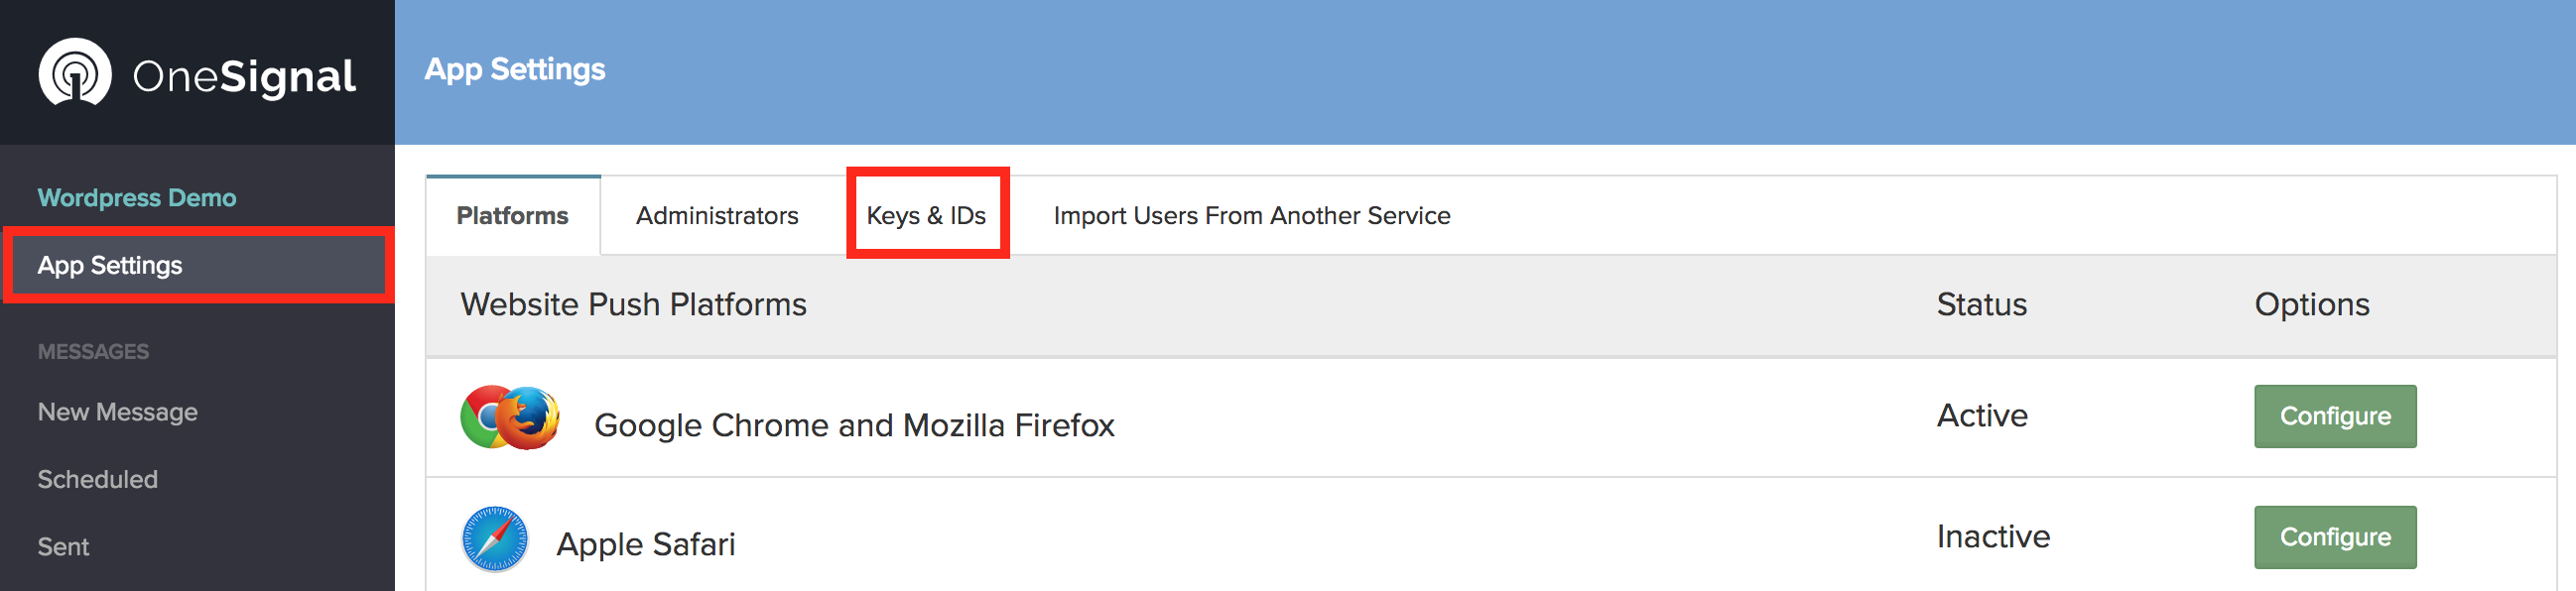 OneSignal
App Settings
Wordpress Demo
App Settings
MESSAGES
New Message
Scheduled
Sent
Platforms Administrators Keys & IDs Import Users From Another Service
Website Push Platforms Status Options
Google Chrome and Mozilla Firefox Active Configure
Apple Safari Inactive Configure